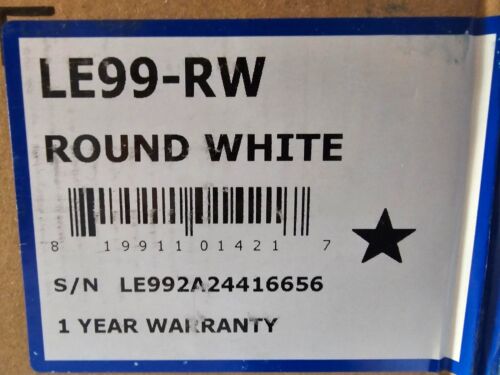 LE99-RW
ROUND WHITE
8 19911 01421 7
S/N LE992A24416656
1 YEAR WARRANTY